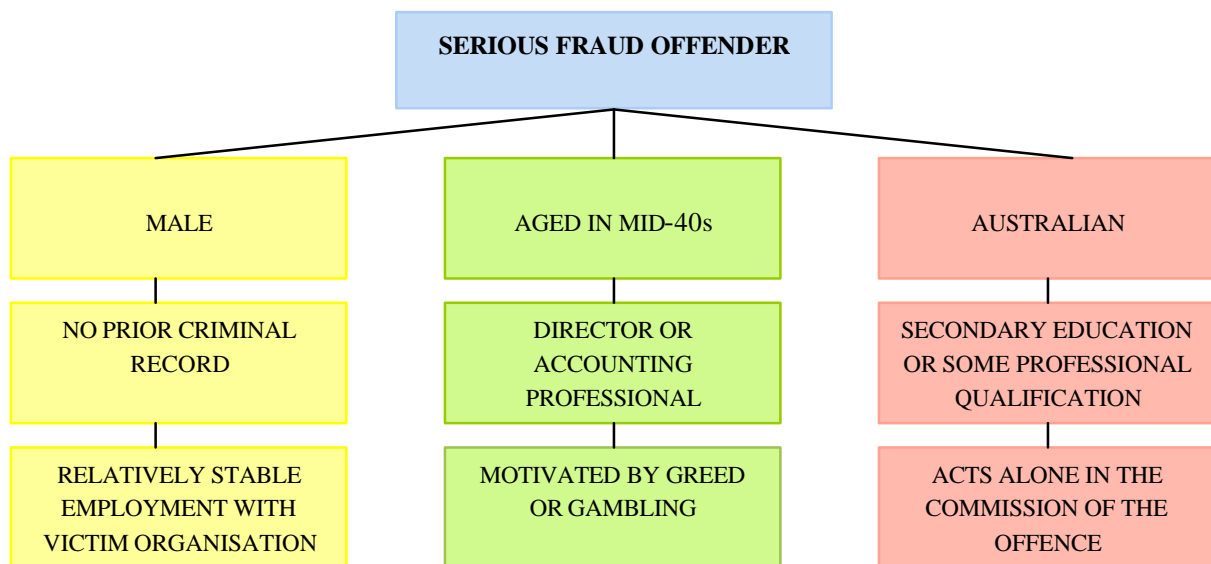 SERIOUS FRAUD OFFENDER
MALE
AGED IN MID-40s
AUSTRALIAN
NO PRIOR CRIMINAL
RECORD
DIRECTOR OR
ACCOUNTING
PROFESSIONAL
SECONDARY EDUCATION
OR SOME PROFESSIONAL
QUALIFICATION
RELATIVELY STABLE
EMPLOYMENT WITH
VICTIM ORGANISATION
MOTIVATED BY GREED
OR GAMBLING
ACTS ALONE IN THE
COMMISSION OF THE
OFFENCE